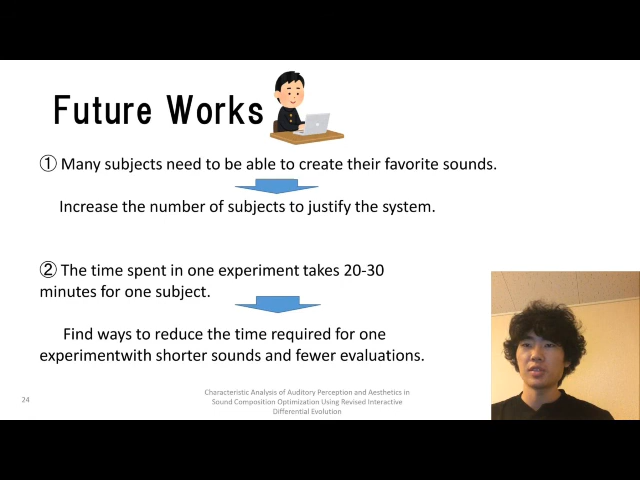 Future Works
① Many subjects need to be able to create their favorite sounds.
Increase the number of subjects to justify the system.
② The time spent in one experiment takes 20-30
minutes for one subject.
Find ways to reduce the time required for one
experimentwith shorter sounds and fewer evaluations.
24
Characteristic Analysis of Auditory Perception and Aesthetics in
Sound Composition Optimization Using Revised Interactive
Differential Evolution